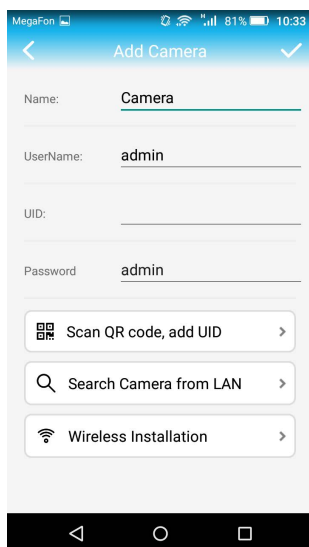 MegaFon 81% 10:33
Add Camera
Name: Camera
UserName: admin
UID:
Password admin
Scan QR code, add UID
Search Camera from LAN
Wireless Installation